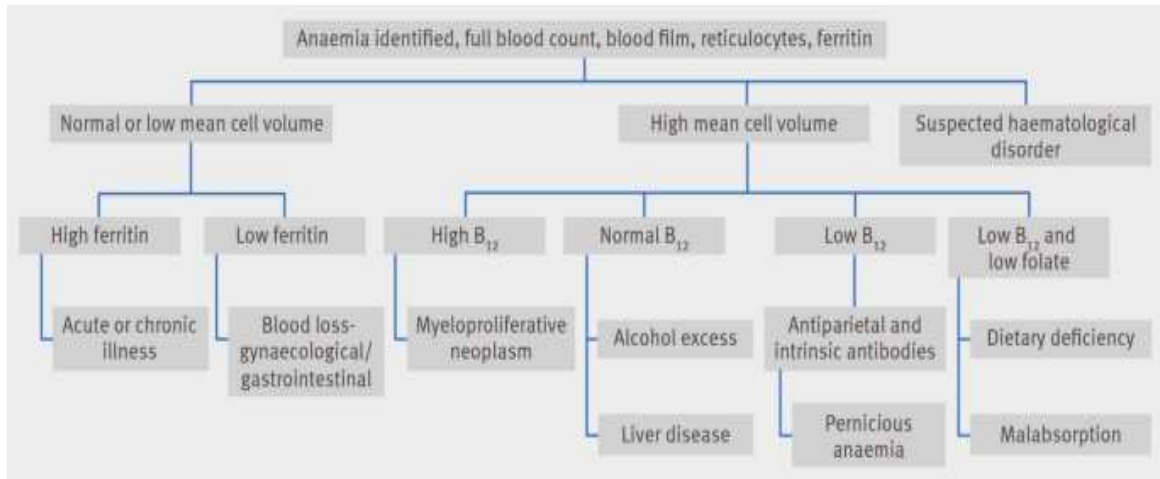 Anaemia identified, full blood count, blood film, reticulocytes, ferritin
Normal or low mean cell volume
High mean cell volume
Suspected haematological
disorder
High ferritin
Low ferritin
High B₁₂
Normal B₁₂
Low B₁₂
Low B₁₂ and
low folate
Acute or chronic
illness
Blood loss-
gynaecological/
gastrointestinal
Myeloproliferative
neoplasm
Alcohol excess
Liver disease
Antiparietal and
intrinsic antibodies
Pernicious
anaemia
Dietary deficiency
Malabsorption